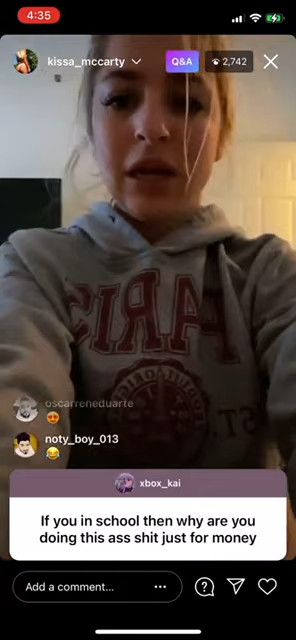 4:35
kissa_mccarty
Q&A
2,742
PARIS
oscarreneduarte
😍
noty_boy_013
😂
xbox_kai
If you in school then why are you
doing this ass shit just for money
Add a comment...